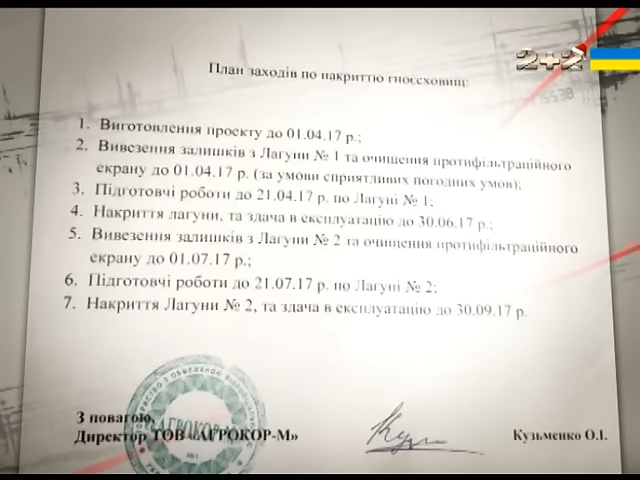 2+2
План заходів по накриттю гноєсховищ:
1. Виготовлення проекту до 01.04.17 р.;
2. Вивезення залишків з Лагуни № 1 та очищення протифільтраційного
екрану до 01.04.17 р. (за умови сприятливих погодних умов);
3. Підготовчі роботи до 21.04.17 р. по Лагуні № 1;
4. Накриття лагуни, та здача в експлуатацію до 30.06.17 р.;
5. Вивезення залишків з Лагуни № 2 та очищення протифільтраційного
екрану до 01.07.17 р.;
6. Підготовчі роботи до 21.07.17 р. по Лагуні № 2;
7. Накриття Лагуни № 2, та здача в експлуатацію до 30.09.17 р.
З повагою,
Директор ТОВ «АГРОКОР-М»
Кузьменко О.І.